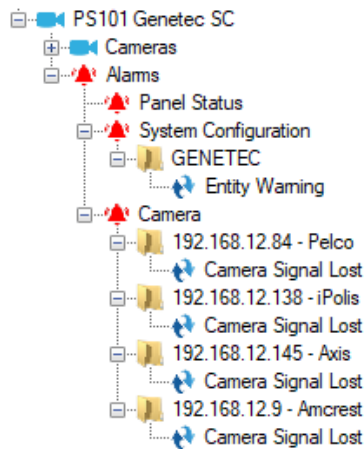 PS101 Genetec SC
Cameras
Alarms
Panel Status
System Configuration
GENETEC
Entity Warning
Camera
192.168.12.84 - Pelco
Camera Signal Lost
192.168.12.138 - iPolis
Camera Signal Lost
192.168.12.145 - Axis
Camera Signal Lost
192.168.12.9 - Amcrest
Camera Signal Lost